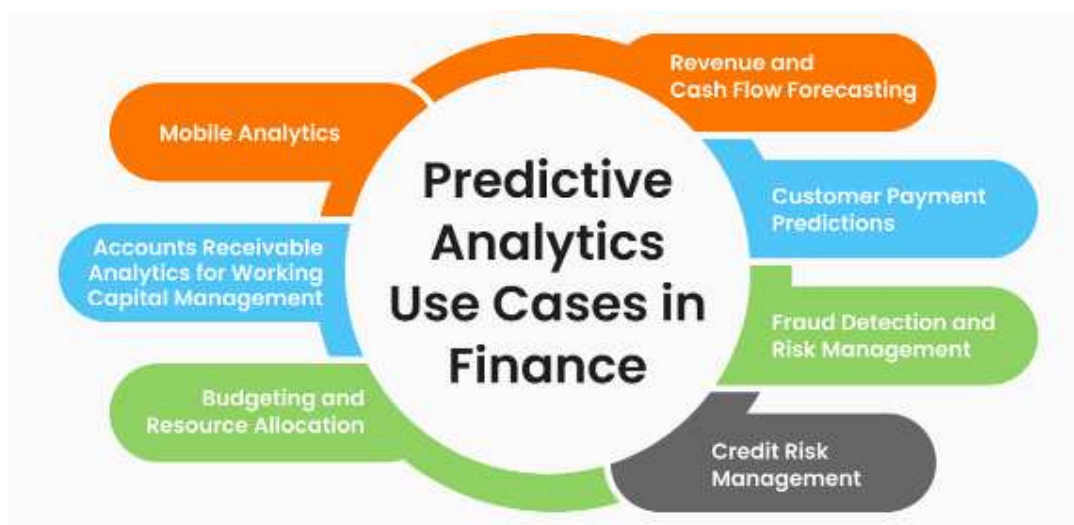 Predictive
Analytics
Use Cases in
Finance
Revenue and
Cash Flow Forecasting
Customer Payment
Predictions
Fraud Detection and
Risk Management
Credit Risk
Management
Budgeting and
Resource Allocation
Accounts Receivable
Analytics for Working
Capital Management
Mobile Analytics